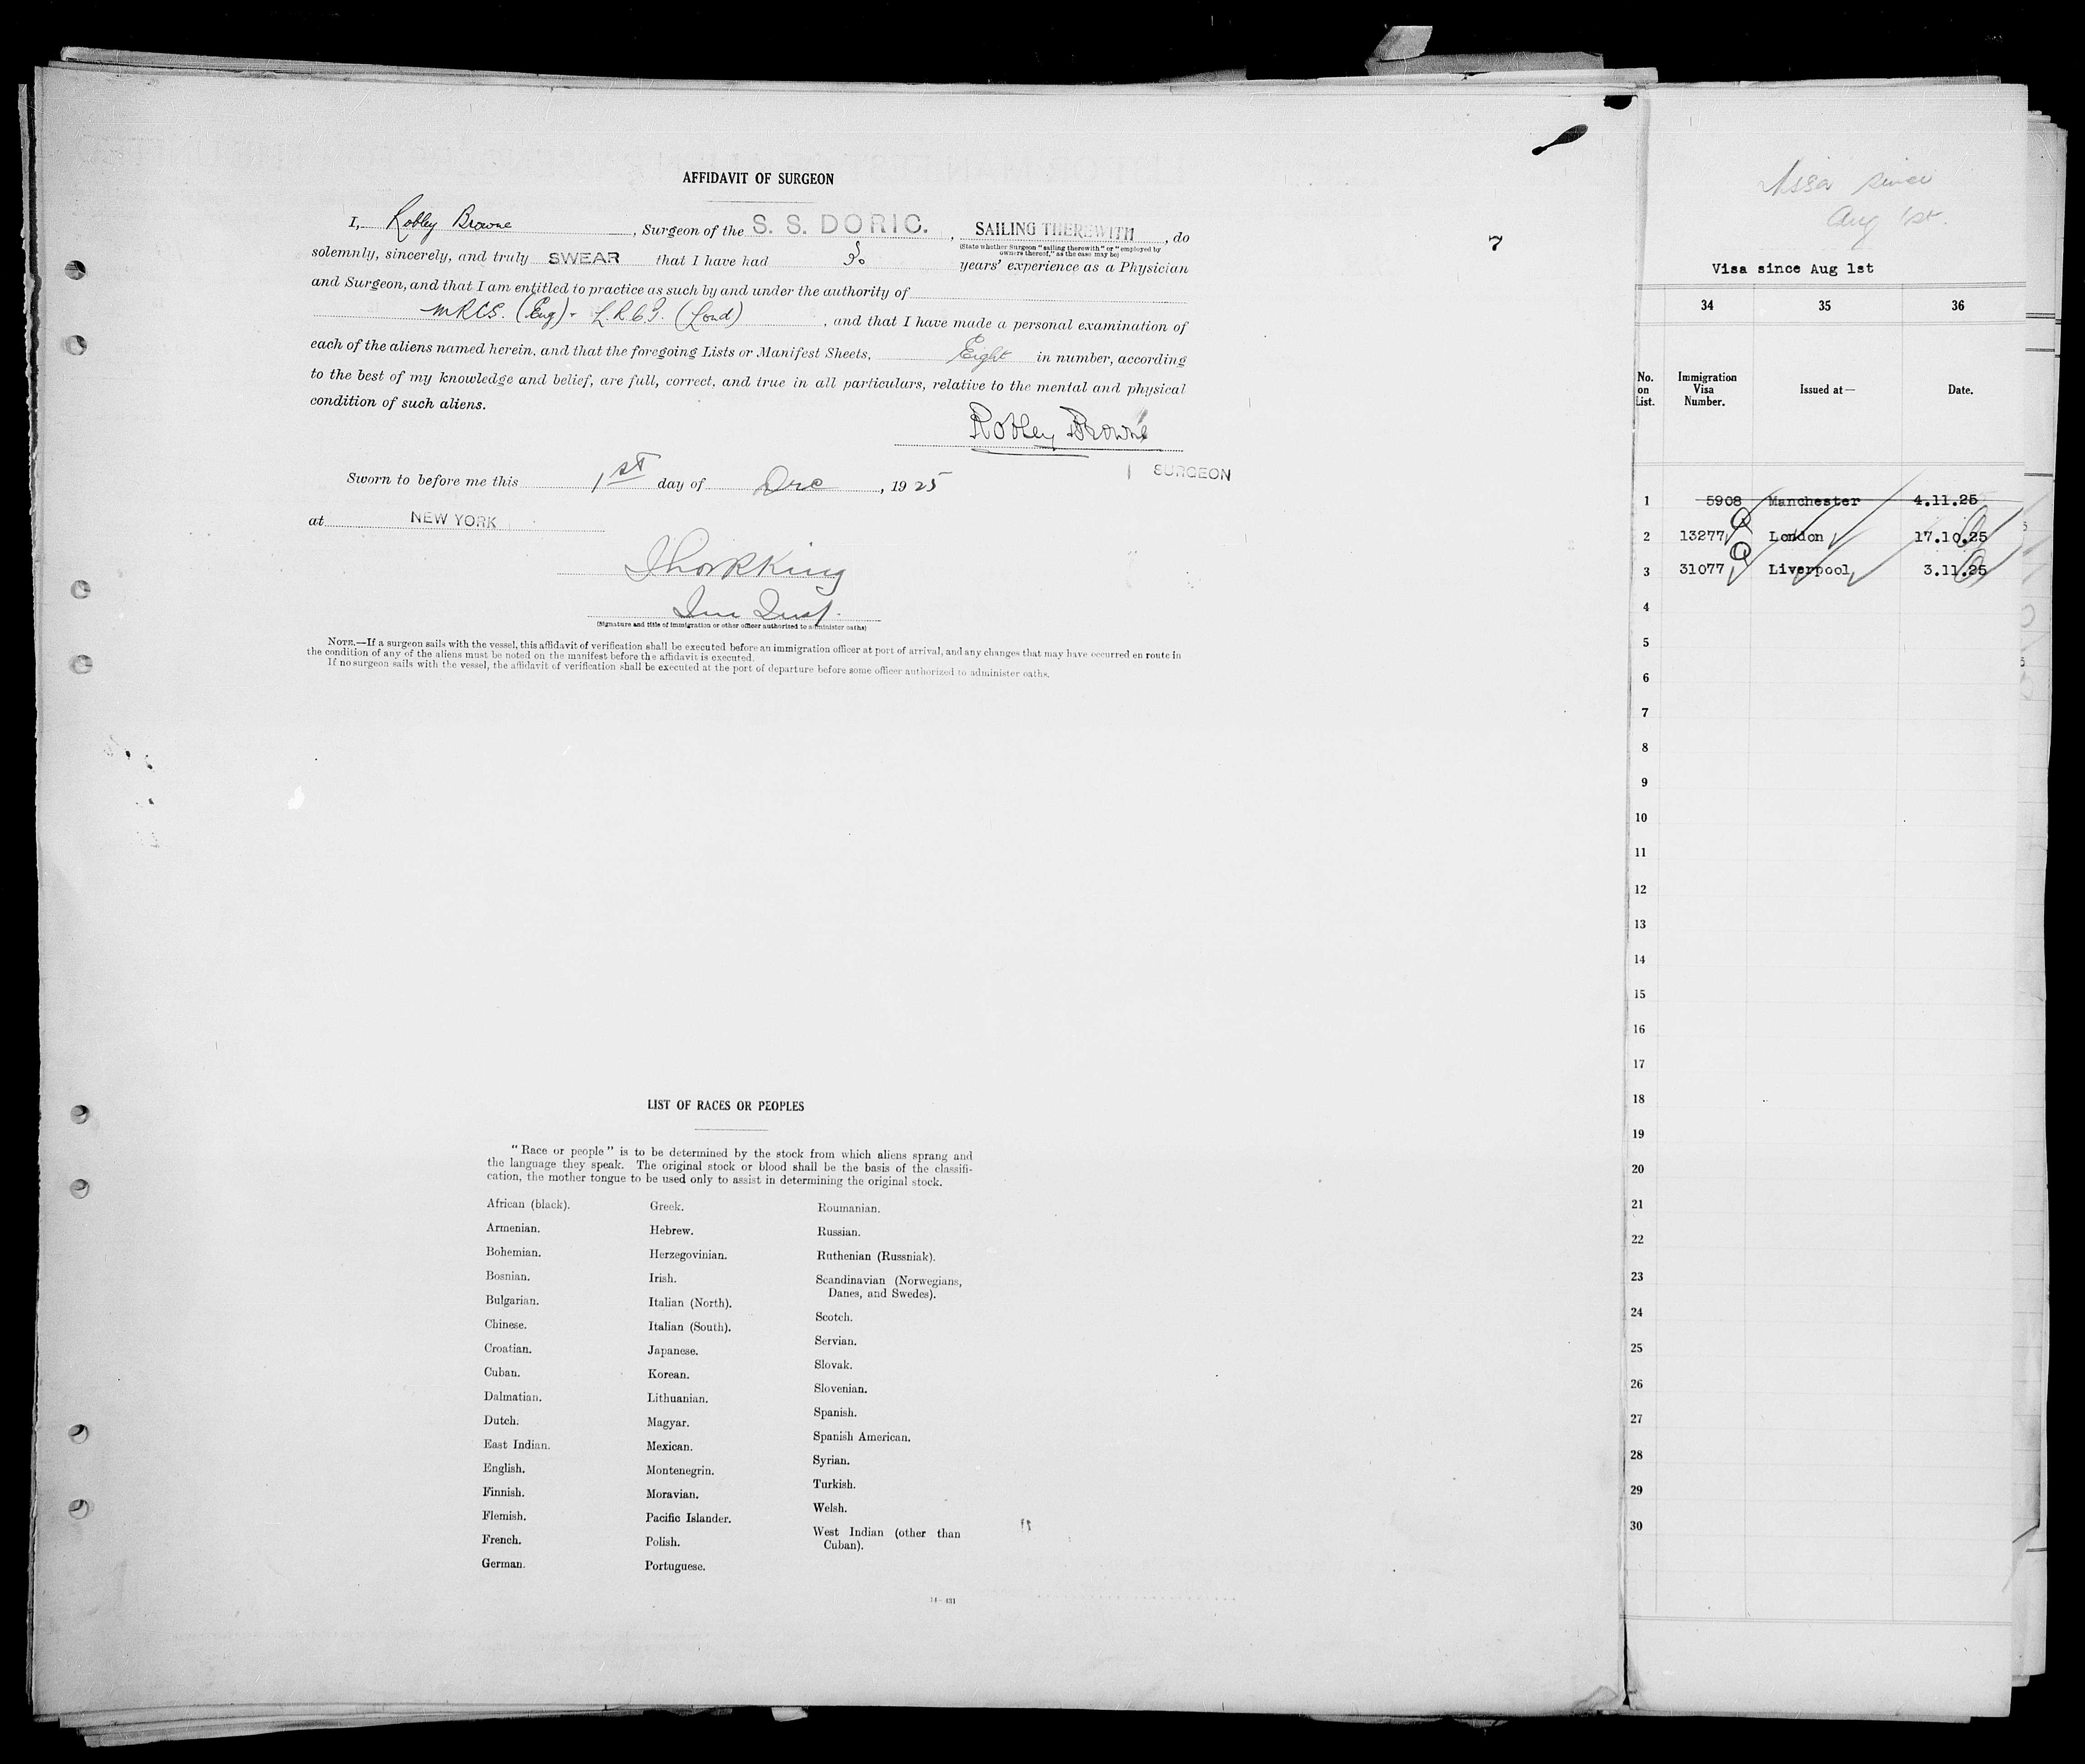 AFFIDAVIT OF SURGEON
I, Robley Browne, Surgeon of the S. S. DORIC., SAILING THEREWITH, do
(State whether Surgeon "sailing therewith" or "employed by
owners thereof," as the case may be)
solemnly, sincerely, and truly SWEAR that I have had 30 years' experience as a Physician
and Surgeon, and that I am entitled to practice as such by and under the authority of
MRCS. (Eng) - L.R.C.P. (Lond), and that I have made a personal examination of
each of the aliens named herein, and that the foregoing Lists or Manifest Sheets, Eight in number, according
to the best of my knowledge and belief, are full, correct, and true in all particulars, relative to the mental and physical
condition of such aliens.
Robley Browne
SURGEON
Sworn to before me this 1st day of Dec, 1925
at NEW YORK
King
Imm Insp.
(Signature and title of immigration or other officer authorized to administer oaths)
NOTE.—If a surgeon sails with the vessel, this affidavit of verification shall be executed before an immigration officer at port of arrival, and any changes that may have occurred en route in
the condition of any of the aliens must be noted on the manifest before the affidavit is executed.
If no surgeon sails with the vessel, the affidavit of verification shall be executed at the port of departure before some officer authorized to administer oaths.
7
LIST OF RACES OR PEOPLES
"Race or people" is to be determined by the stock from which aliens sprang and
the language they speak. The original stock or blood shall be the basis of the classifi-
cation, the mother tongue to be used only to assist in determining the original stock.
African (black).
Armenian.
Bohemian.
Bosnian.
Bulgarian.
Chinese.
Croatian.
Cuban.
Dalmatian.
Dutch.
East Indian.
English.
Finnish.
Flemish.
French.
German.
Greek.
Hebrew.
Herzegovinian.
Irish.
Italian (North).
Italian (South).
Japanese.
Korean.
Lithuanian.
Magyar.
Mexican.
Montenegrin.
Moravian.
Pacific Islander.
Polish.
Portuguese.
Roumanian.
Russian.
Ruthenian (Russniak).
Scandinavian (Norwegians,
Danes, and Swedes).
Scotch.
Servian.
Slovak.
Slovenian.
Spanish.
Spanish American.
Syrian.
Turkish.
Welsh.
West Indian (other than
Cuban).
14-431
Visa since
Aug 1st.
Visa since Aug 1st
34 35 36
No. on List. Immigration Visa Number. Issued at— Date.
1 5908 Manchester 4.11.25
2 13277 London 17.10.25
3 31077 Liverpool 3.11.25
4
5
6
7
8
9
10
11
12
13
14
15
16
17
18
19
20
21
22
23
24
25
26
27
28
29
30